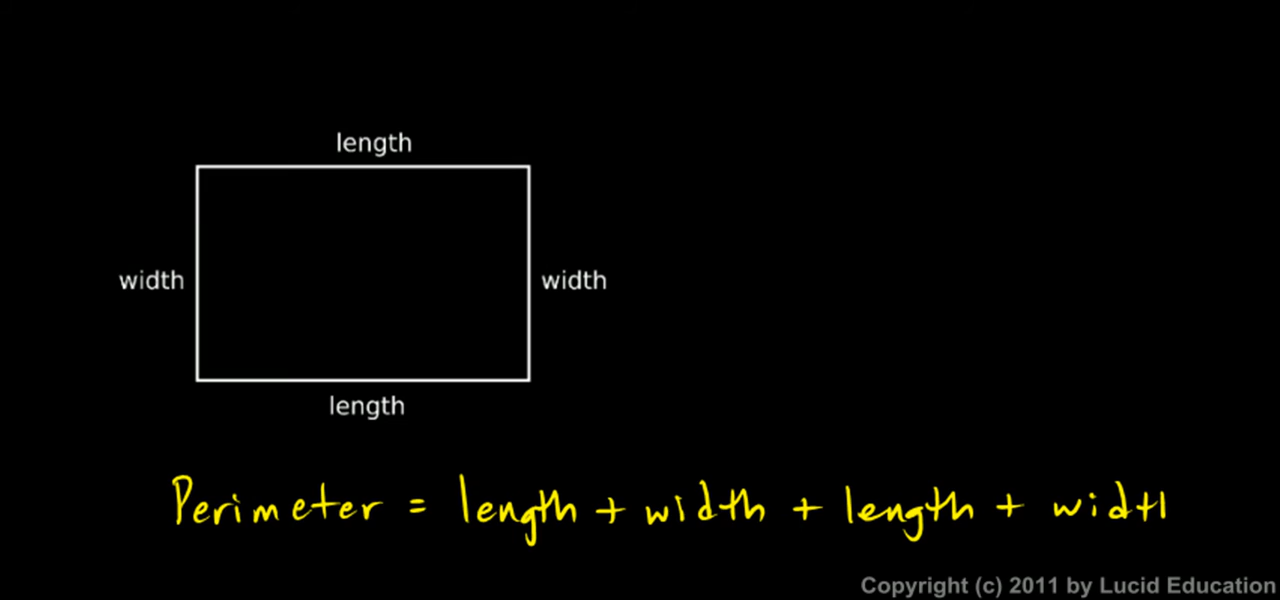 length
width width
length
Perimeter = length + width + length + widtl
Copyright (c) 2011 by Lucid Education